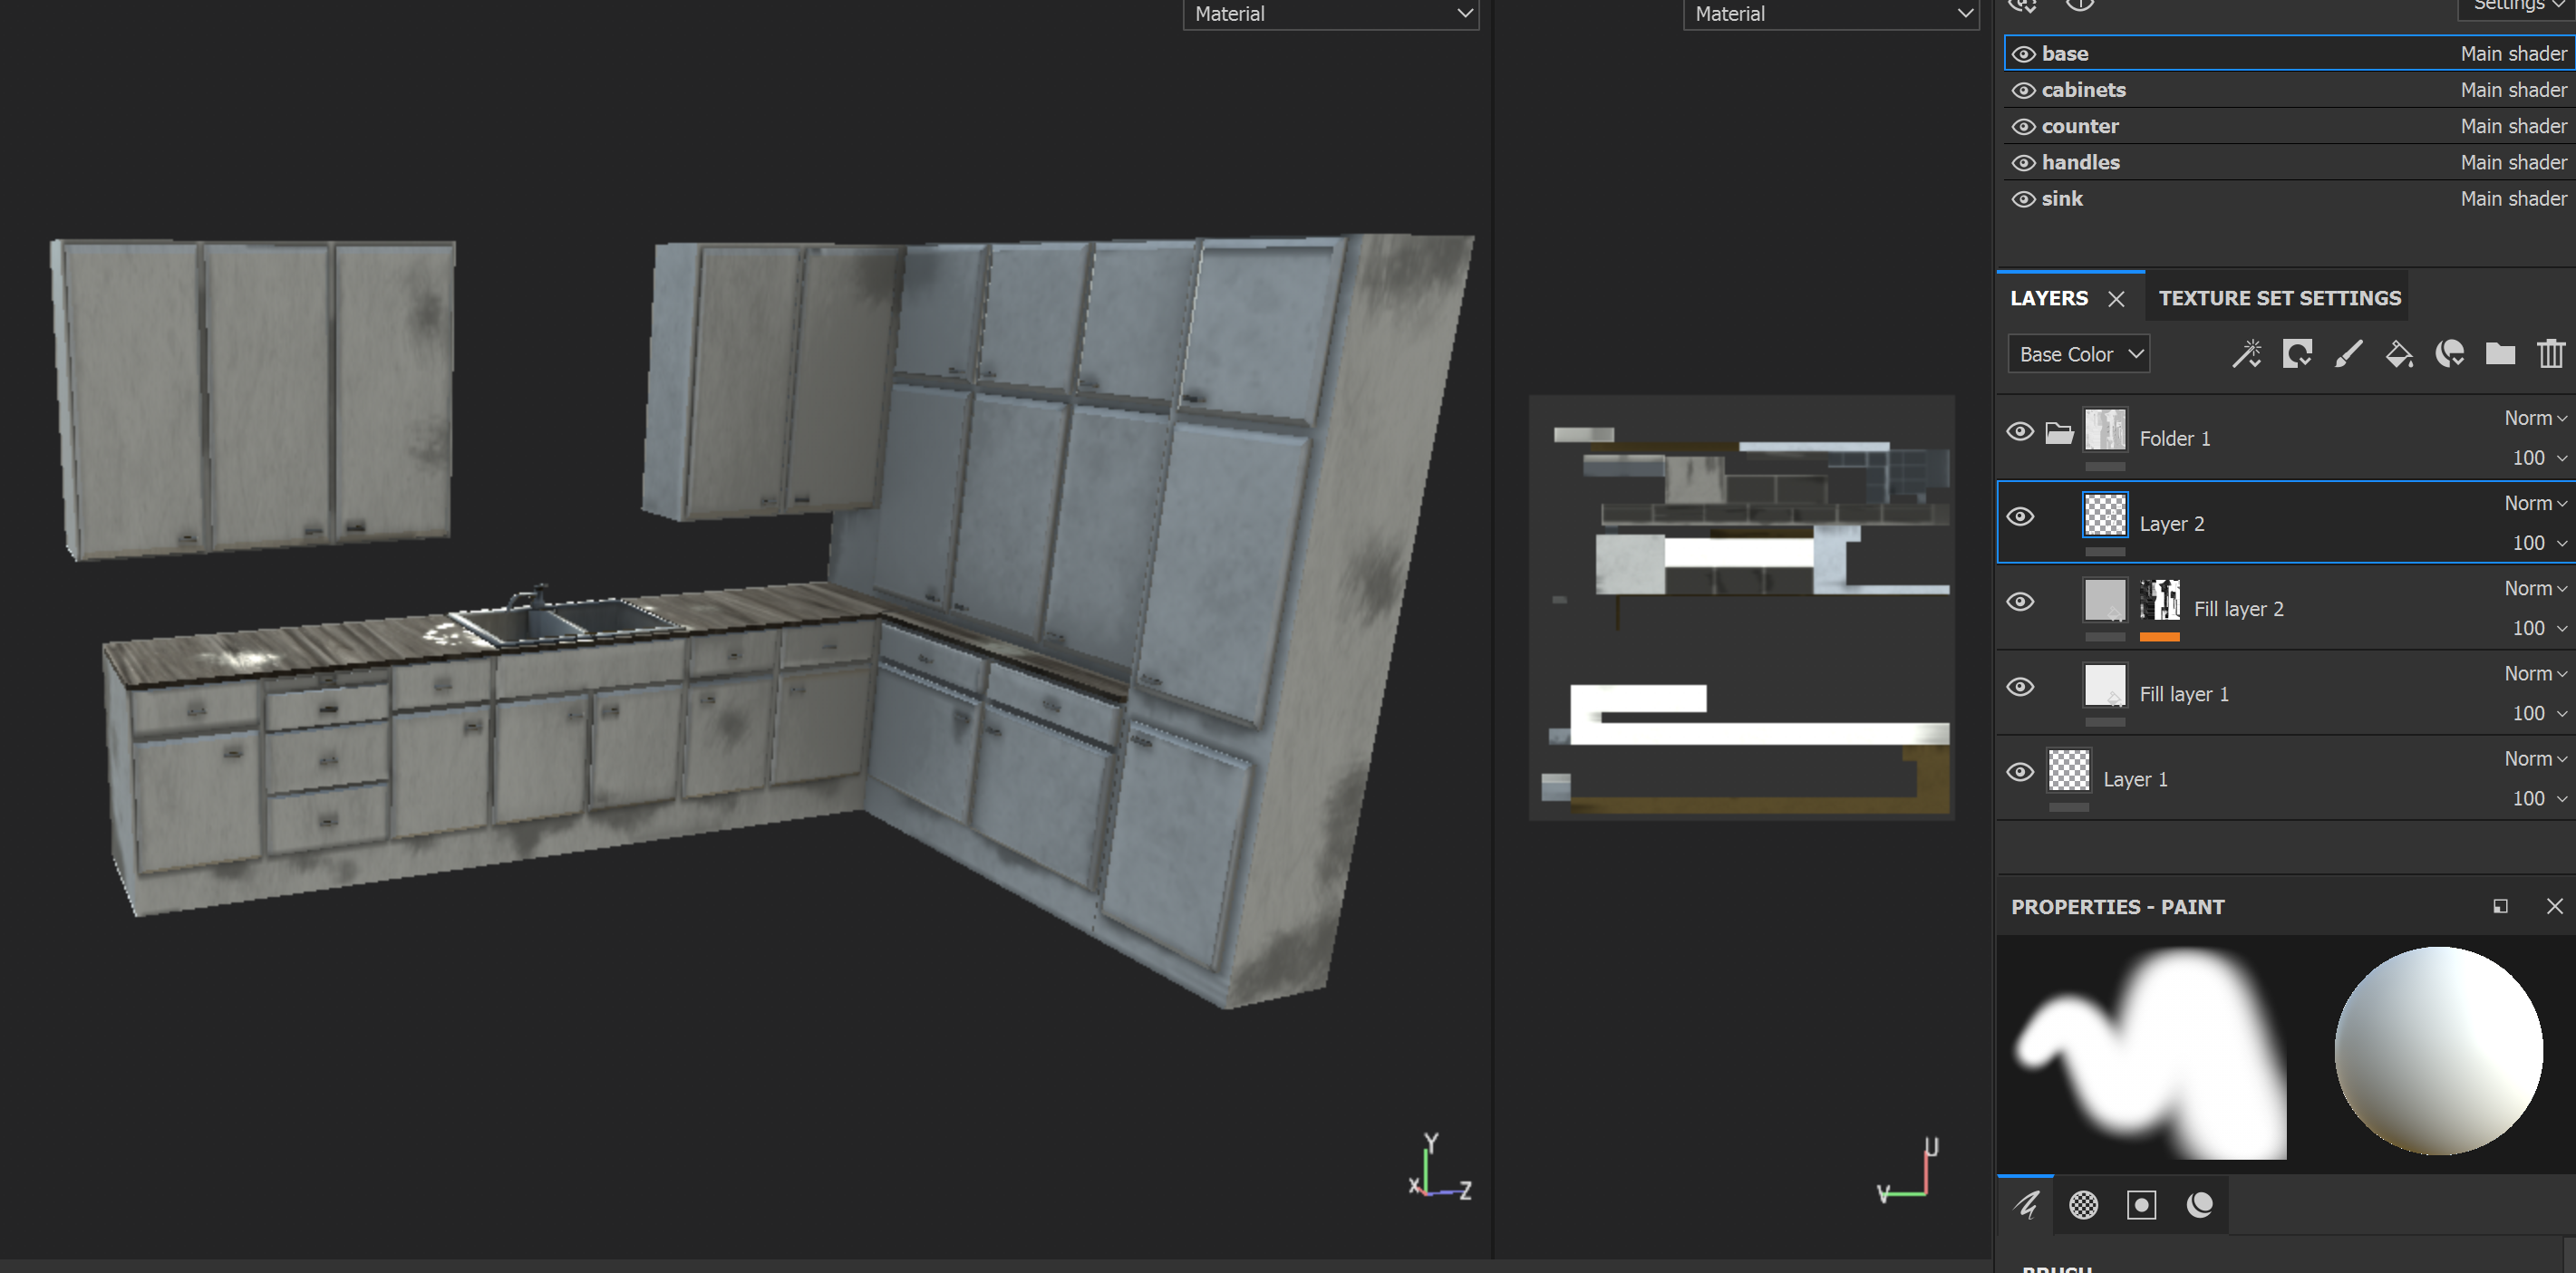 Material
Material
Settings
base Main shader
cabinets Main shader
counter Main shader
handles Main shader
sink Main shader
LAYERS TEXTURE SET SETTINGS
Base Color
Norm
Folder 1
100
Norm
Layer 2
100
Norm
Fill layer 2
100
Norm
Fill layer 1
100
Norm
Layer 1
100
PROPERTIES - PAINT
Y
X Z
U
V
BRUSH